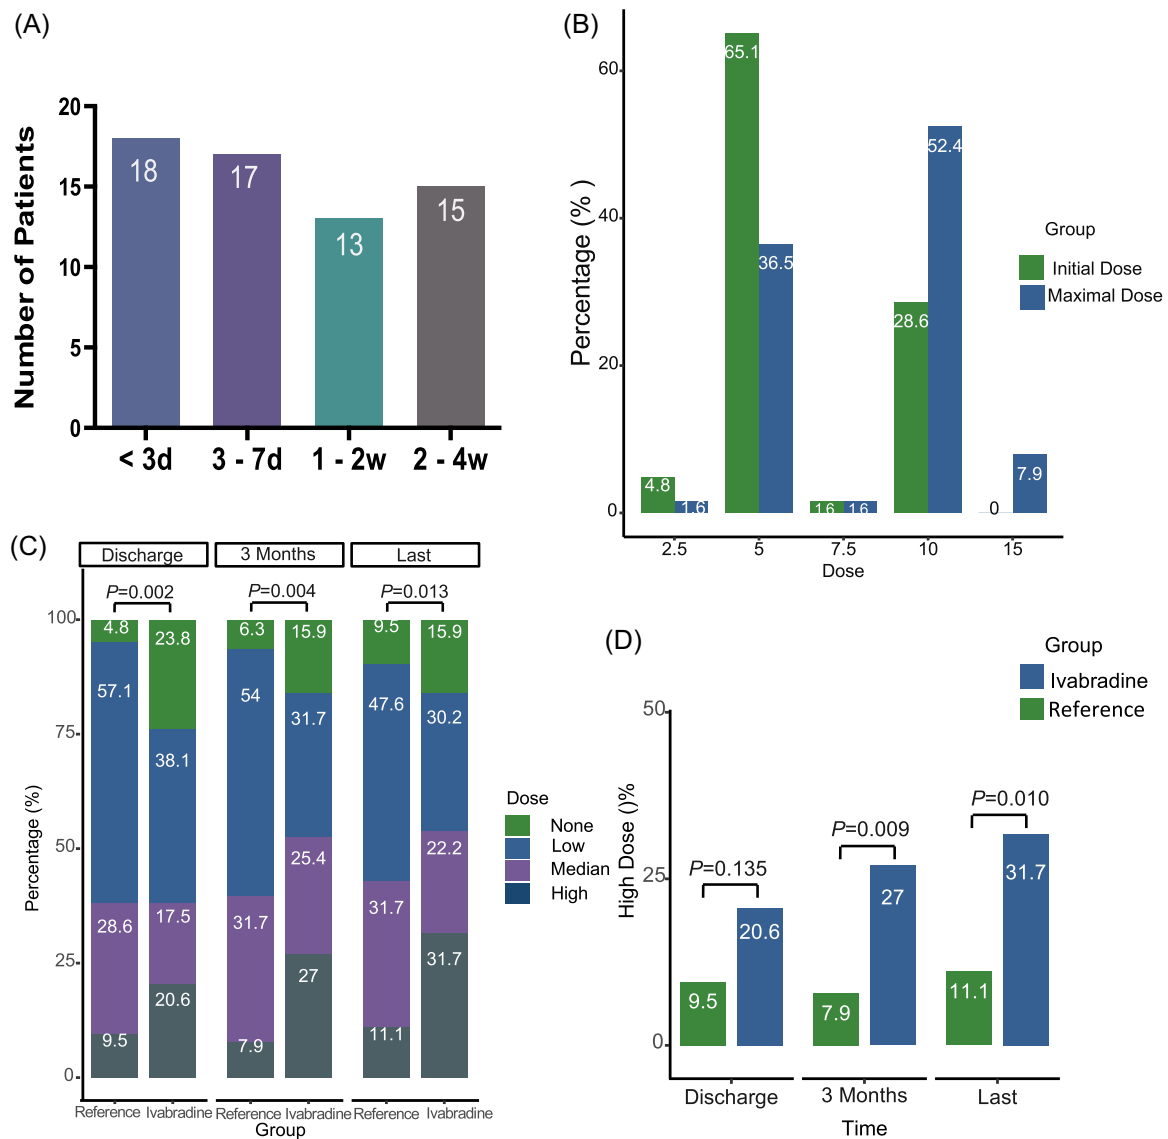 (A)
Number of Patients
20
15
10
5
0
18
17
13
15
< 3d
3 - 7d
1 - 2w
2 - 4w
(B)
Percentage (% )
60
40
20
0
4.8
1.6
65.1
36.5
1.6
1.6
28.6
52.4
0
7.9
2.5
5
7.5
10
15
Dose
Group
Initial Dose
Maximal Dose
(C)
Discharge
3 Months
Last
P=0.002
P=0.004
P=0.013
Percentage (%)
100
75
50
25
0
4.8
57.1
28.6
9.5
23.8
38.1
17.5
20.6
6.3
54
31.7
7.9
15.9
31.7
25.4
27
9.5
47.6
31.7
11.1
15.9
30.2
22.2
31.7
Reference
Ivabradine
Reference
Ivabradine
Reference
Ivabradine
Group
Dose
None
Low
Median
High
(D)
Group
Ivabradine
Reference
High Dose ()%
50
25
0
P=0.135
P=0.009
P=0.010
9.5
20.6
7.9
27
11.1
31.7
Discharge
3 Months
Last
Time